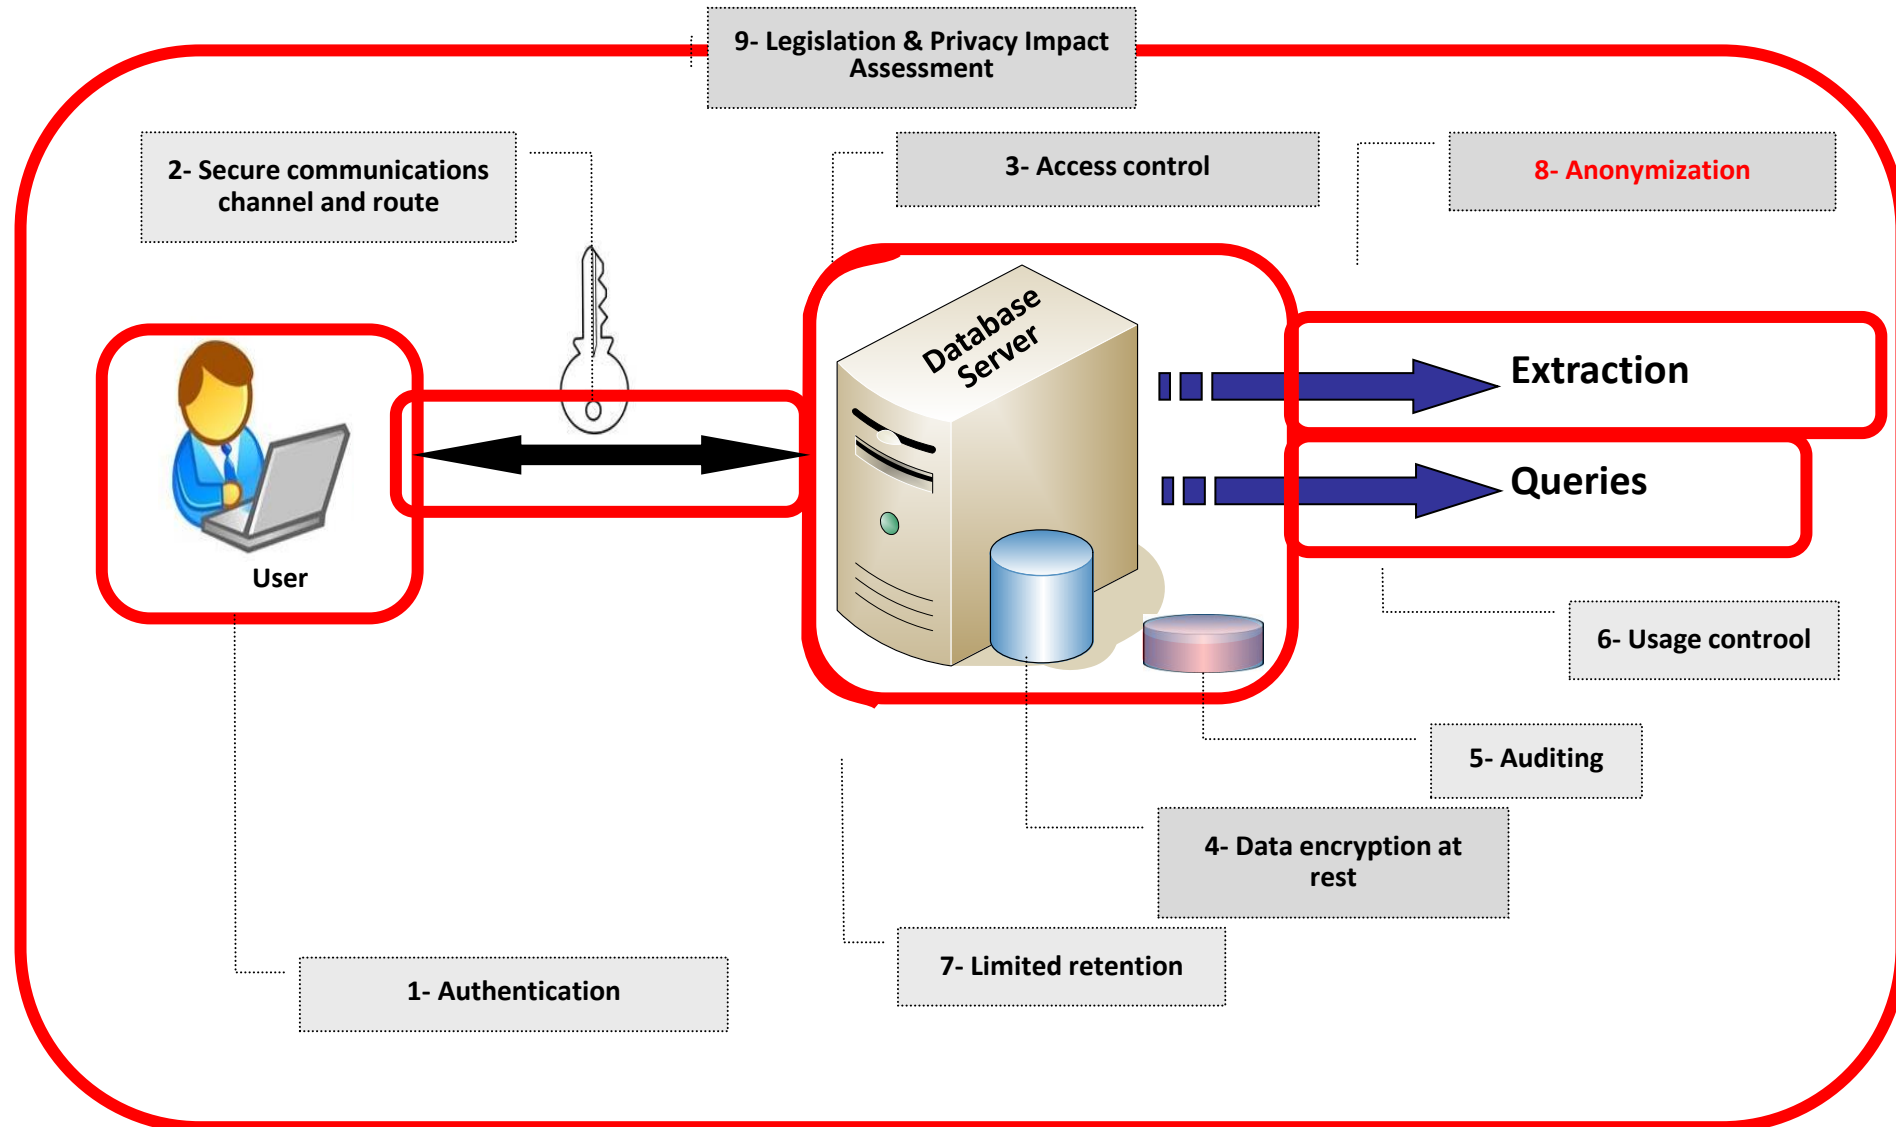 9- Legislation & Privacy Impact
Assessment
2- Secure communications
channel and route
3- Access control
8- Anonymization
Database
Server
Extraction
Queries
User
6- Usage controol
5- Auditing
4- Data encryption at
rest
7- Limited retention
1- Authentication